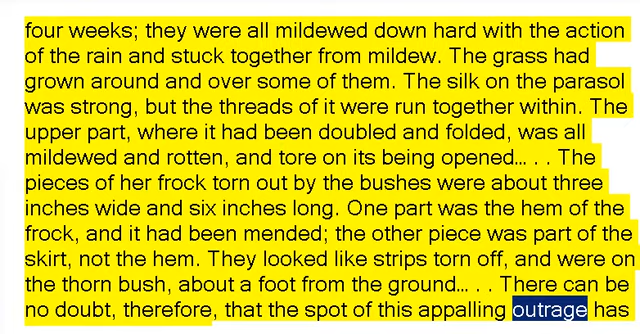 four weeks; they were all mildewed down hard with the action
of the rain and stuck together from mildew. The grass had
grown around and over some of them. The silk on the parasol
was strong, but the threads of it were run together within. The
upper part, where it had been doubled and folded, was all
mildewed and rotten, and tore on its being opened... . . The
pieces of her frock torn out by the bushes were about three
inches wide and six inches long. One part was the hem of the
frock, and it had been mended; the other piece was part of the
skirt, not the hem. They looked like strips torn off, and were on
the thorn bush, about a foot from the ground... . . There can be
no doubt, therefore, that the spot of this appalling outrage has